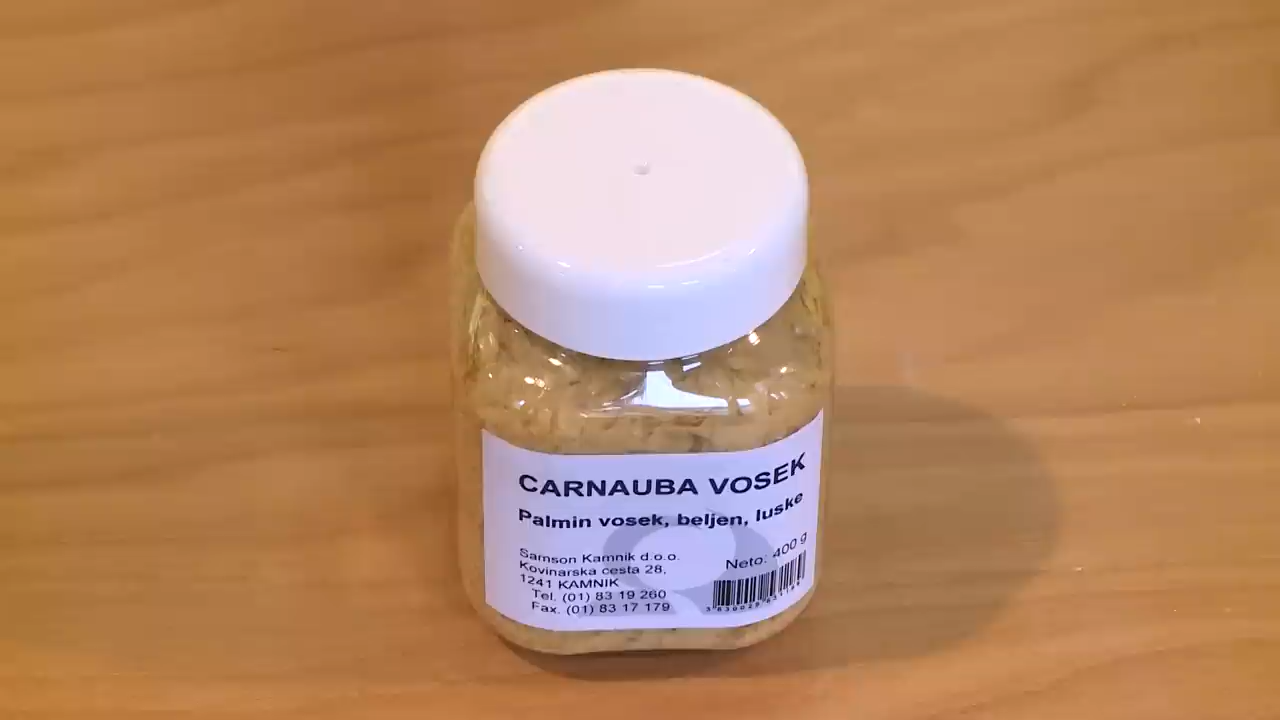 CARNAUBA VOSEK
Palmin vosek, beljen, luske
Samson Kamnik d.o.o.
Kovinarska cesta 28,
1241 KAMNIK
Tel. (01) 83 19 260
Fax. (01) 83 17 179
Neto: 400 g